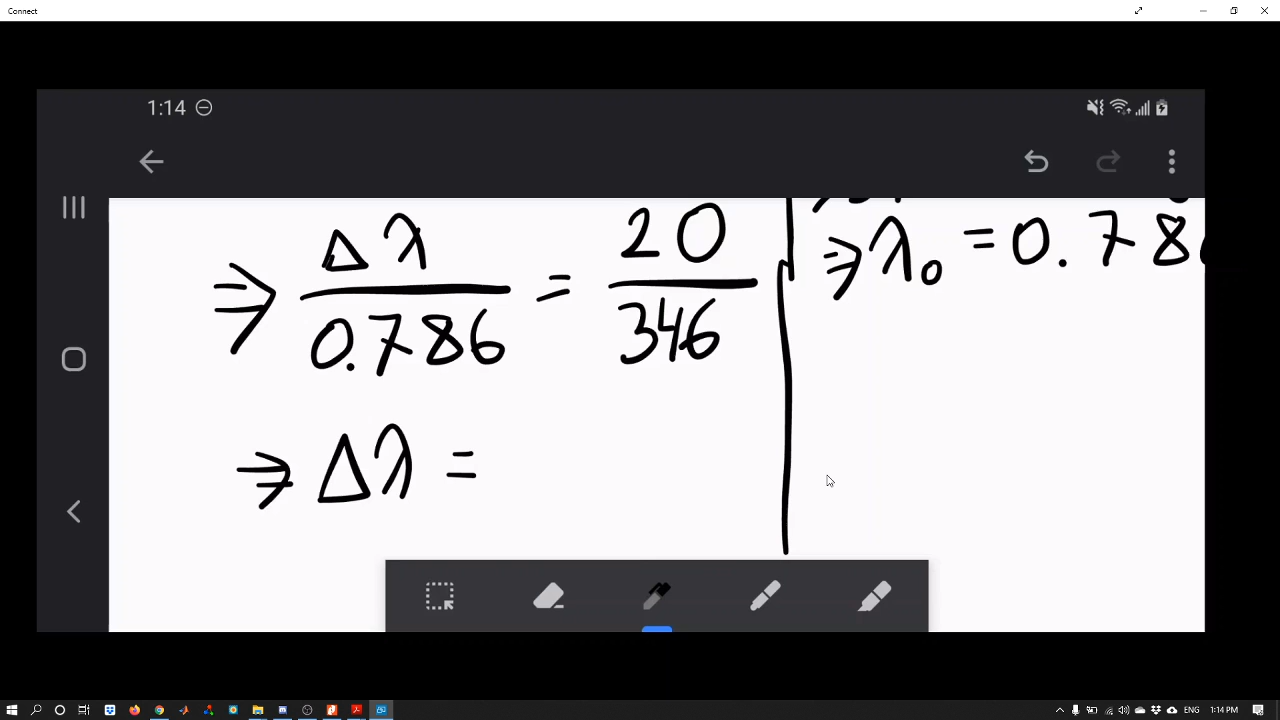 Connect
1:14
⇒ Δλ / 0.786 = 20 / 346
⇒ λ₀ = 0.78
⇒ Δλ =
ENG 1:14 PM